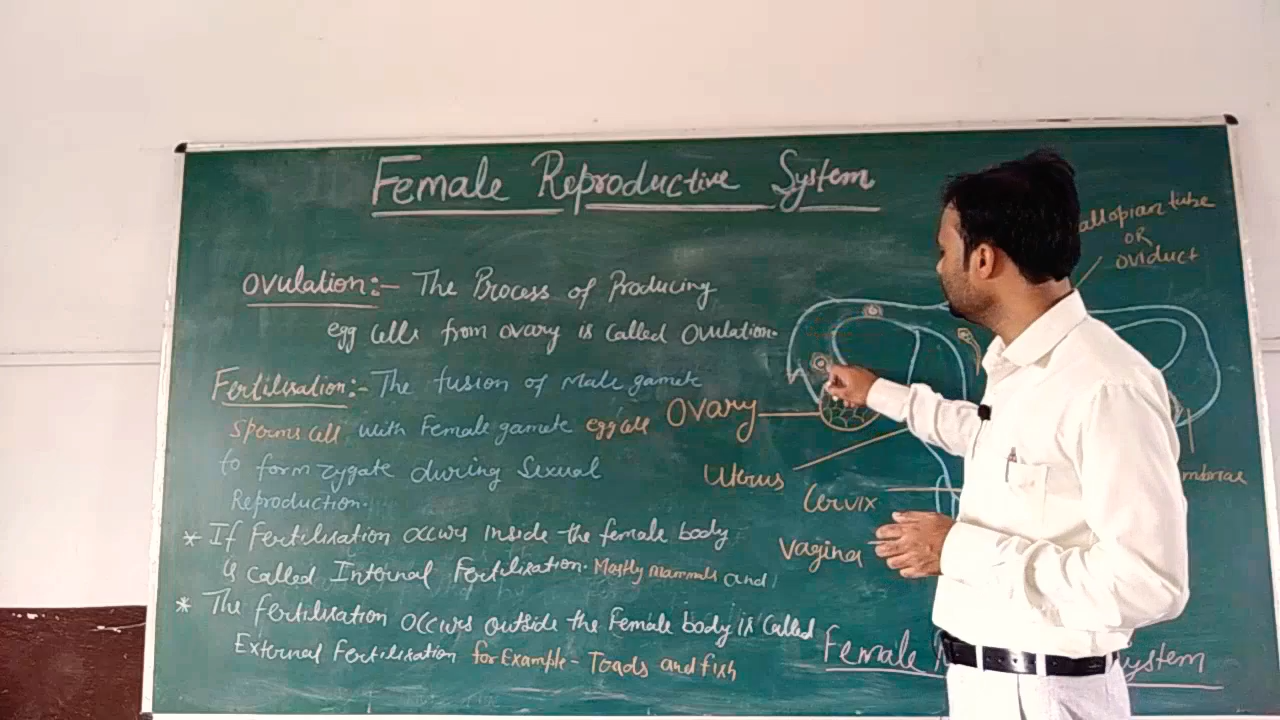 Female Reproductive System
Ovulation:- The Process of Producing
egg cells from ovary is called Ovulation.
Fertilisation:- The fusion of Male gamete
Sperms cell with Female gamete egg cell
to form zygate during Sexual
Reproduction.
* If Fertilisation occurs inside the female body
is called Internal Fertilisation. Mostly mammals and
* The fertilisation occurs outside the Female body is called
External Fertilisation for Example - Toads and fish
allopian tube
OR
oviduct
Ovary
Uterus
Cervix
Vagina
mbriae
Female
ystem